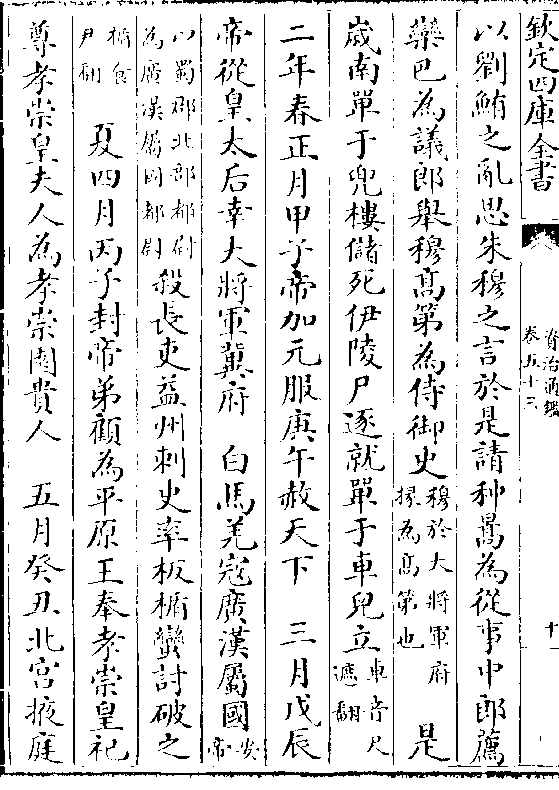 欽定四庫全書
資治通鑑
卷五十三
十一
以劉鮪之亂思朱穆之言於是請种暠為從事中郎薦
欒巴為議郎舉穆高第為侍御史穆於大將軍府掾為高第也 是
歲南單于兜樓儲死伊陵尸逐就單于車兒立車音尺遮翻
二年春正月甲子帝加元服庚午赦天下 三月戊辰
帝從皇太后幸大將軍冀府 白馬羌寇廣漢屬國安帝
以蜀郡北部都尉為廣漢屬國都尉殺長吏益州刺史率板楯蠻討破之
楯食尹翻 夏四月丙子封帝弟顧為平原王奉孝崇皇祀
尊孝崇皇夫人為孝崇園貴人 五月癸丑北宮掖庭